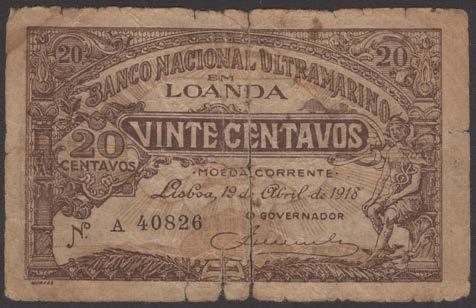 20 20
BANCO NACIONAL ULTRAMARINO
EM
LOANDA
20 CENTAVOS
VINTE CENTAVOS
MOEDA CORRENTE
Lisboa, 19 de Abril de 1918
Nº A 40826
O GOVERNADOR